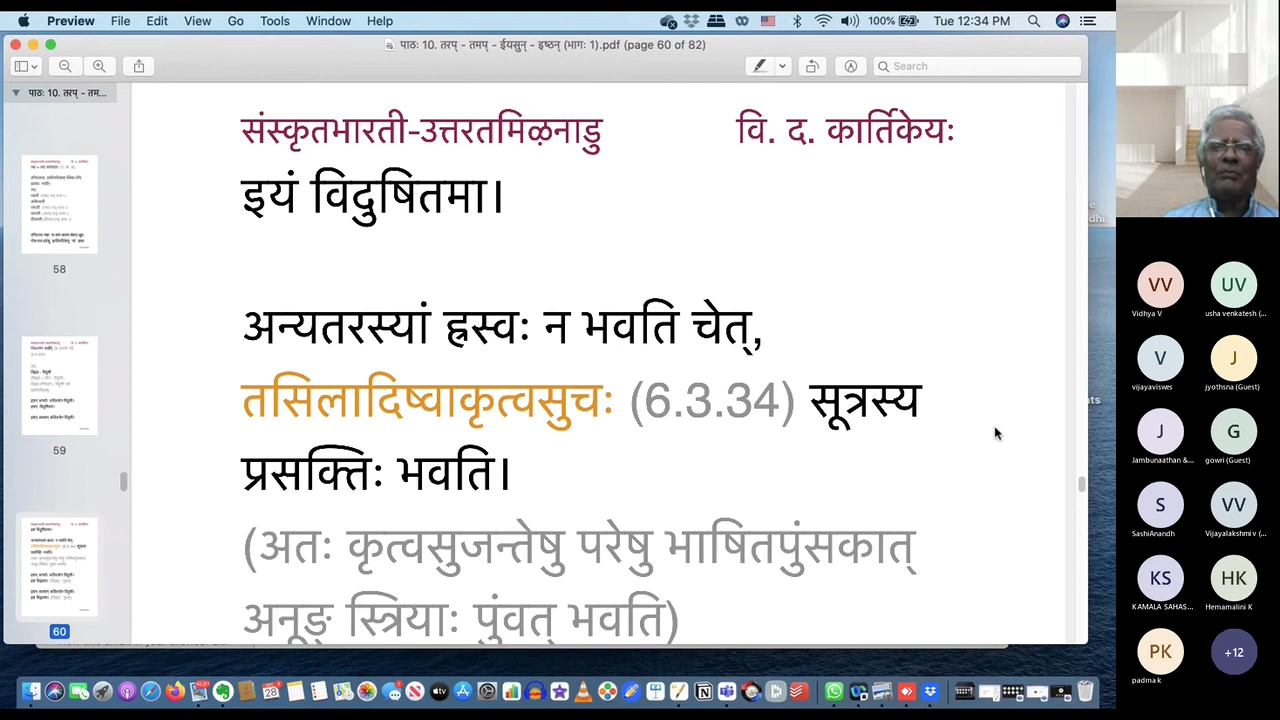 Preview File Edit View Go Tools Window Help 100% Tue 12:34 PM
पाठः 10. तरप् - तमप् - ईयसुन् - इष्ठन् (भागः 1).pdf (page 60 of 82)
Search
पाठः 10. तरप् - तम...
58
59
60
संस्कृतभारती-उत्तरतमिऴनाडु वि. द. कार्तिकेयः
इयं विदुषितमा।
अन्यतरस्यां ह्रस्वः न भवति चेत्,
तसिलादिष्वाकृत्वसुचः (6.3.34) सूत्रस्य
प्रसक्तिः भवति।
(अतः कृत्वसुच् तेषु परेषु भाषितपुंस्कात्
अनूङ् स्त्रियाः पुंवत् भवति)
VV UV
Vidhya V usha venkatesh (...
V J
vijayaviswes jyothsna (Guest)
J G
Jambunaathan &... gowri (Guest)
S VV
SashiAnandh Vijayalakshmi v (...
KS HK
KAMALA SAHAS... Hemamalini K
PK +12
padma k